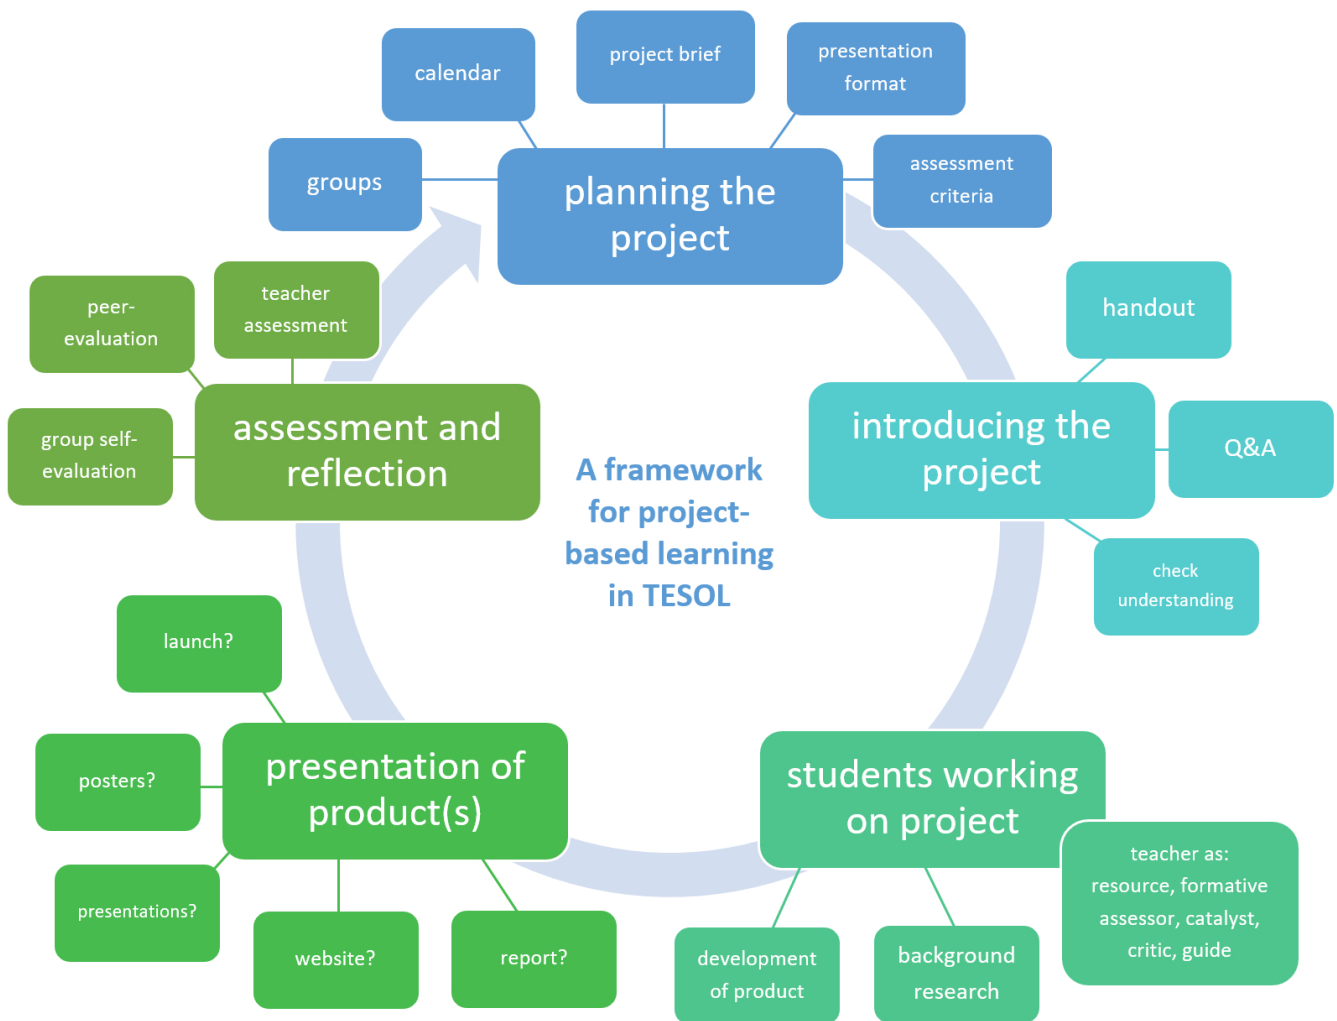 calendar
project brief
presentation
format
groups
planning the
project
assessment
criteria
handout
introducing the
project
Q&A
check
understanding
students working
on project
teacher as:
resource, formative
assessor, catalyst,
critic, guide
background
research
development
of product
presentation of
product(s)
launch?
posters?
presentations?
website?
report?
assessment and
reflection
teacher
assessment
peer-
evaluation
group self-
evaluation
A framework
for project-
based learning
in TESOL